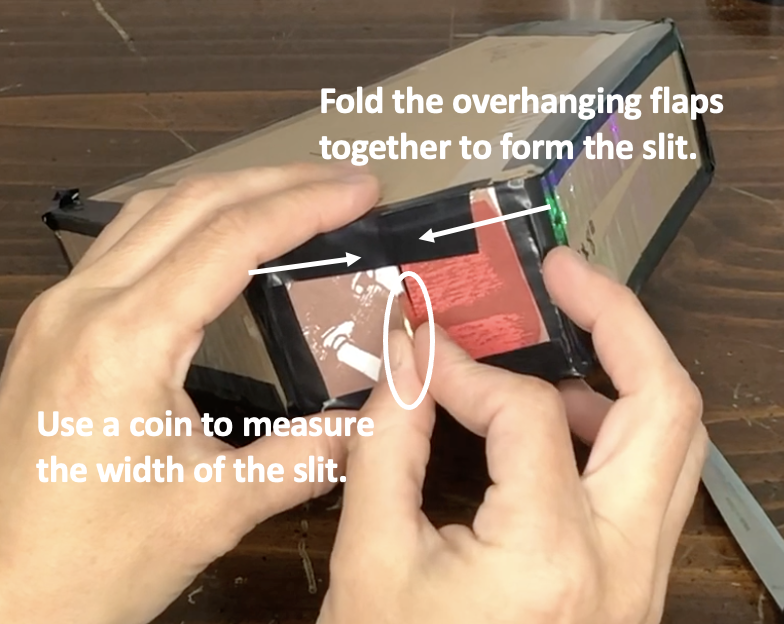 Fold the overhanging flaps
together to form the slit.
Use a coin to measure
the width of the slit.